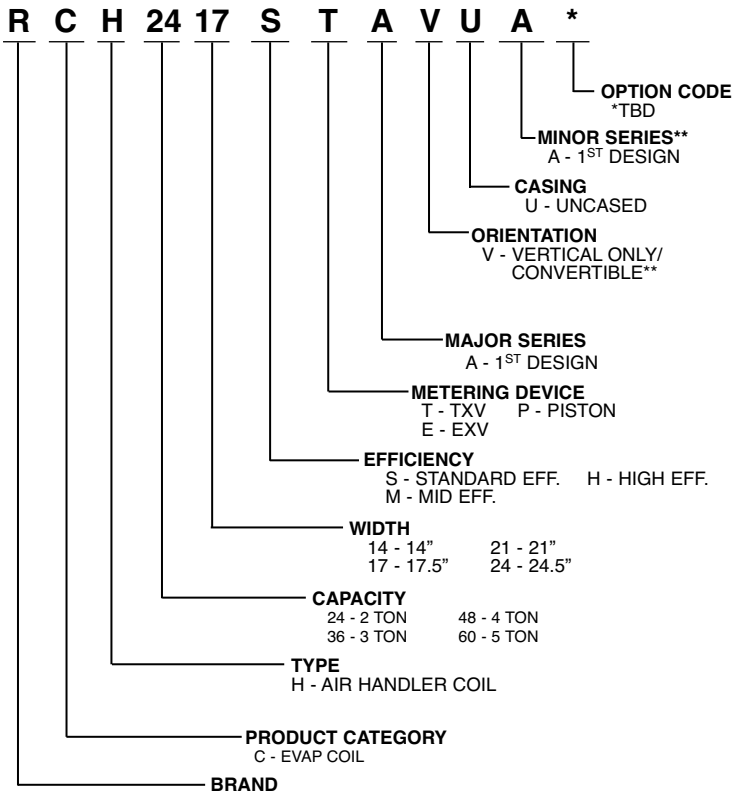 R C H 24 17 S T A V U A *
OPTION CODE
*TBD
MINOR SERIES**
A - 1ST DESIGN
CASING
U - UNCASED
ORIENTATION
V - VERTICAL ONLY/
CONVERTIBLE**
MAJOR SERIES
A - 1ST DESIGN
METERING DEVICE
T - TXV P - PISTON
E - EXV
EFFICIENCY
S - STANDARD EFF. H - HIGH EFF.
M - MID EFF.
WIDTH
14 - 14” 21 - 21”
17 - 17.5” 24 - 24.5”
CAPACITY
24 - 2 TON 48 - 4 TON
36 - 3 TON 60 - 5 TON
TYPE
H - AIR HANDLER COIL
PRODUCT CATEGORY
C - EVAP COIL
BRAND